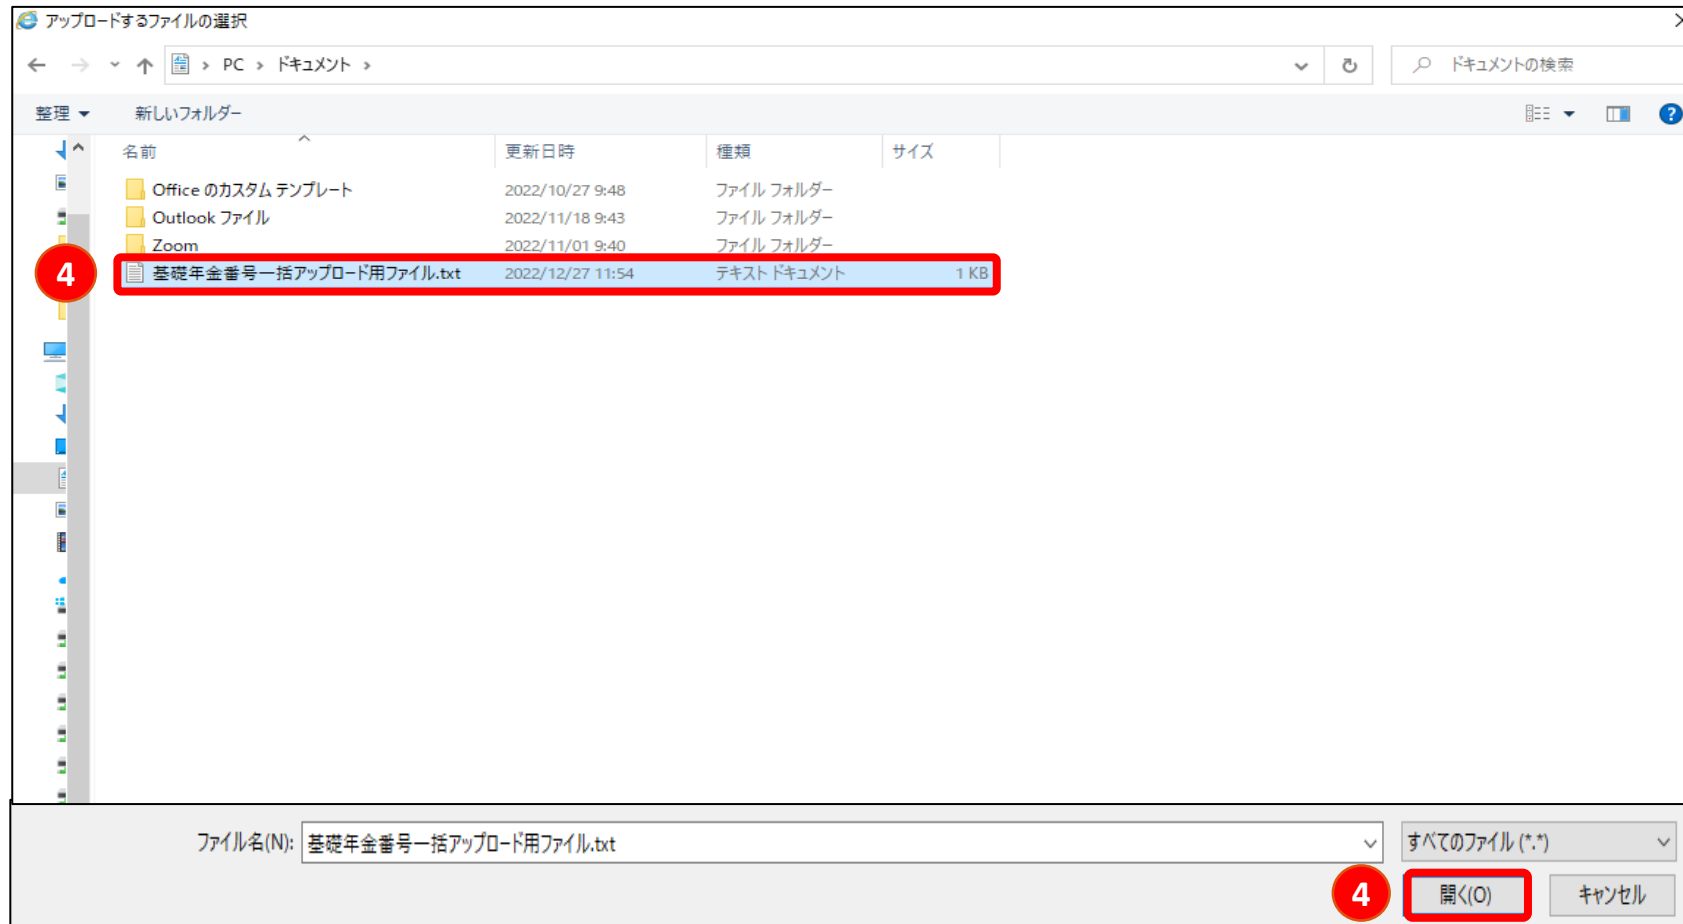 アップロードするファイルの選択
PC › ドキュメント ›
ドキュメントの検索
整理 新しいフォルダー
名前 更新日時 種類 サイズ
Office のカスタム テンプレート 2022/10/27 9:48 ファイル フォルダー
Outlook ファイル 2022/11/18 9:43 ファイル フォルダー
Zoom 2022/11/01 9:40 ファイル フォルダー
4 基礎年金番号一括アップロード用ファイル.txt 2022/12/27 11:54 テキスト ドキュメント 1 KB
ファイル名(N): 基礎年金番号一括アップロード用ファイル.txt すべてのファイル (*.*)
4 開く(O) キャンセル